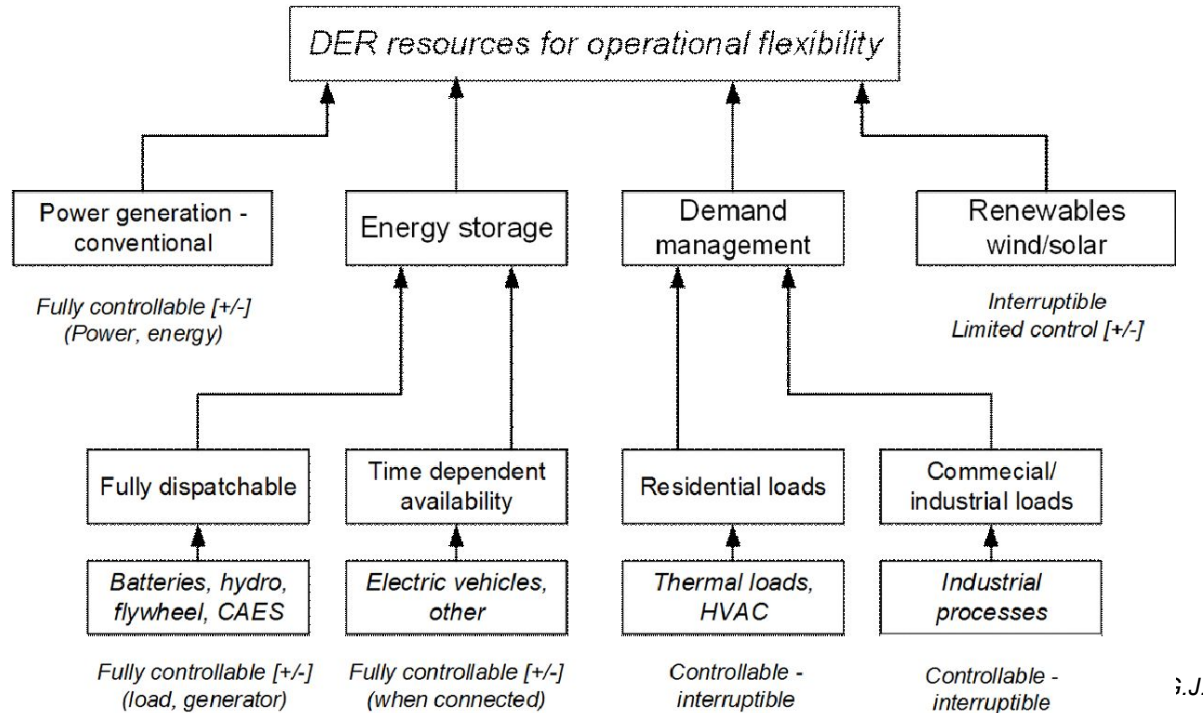 DER resources for operational flexibility
Power generation -
conventional
Energy storage
Demand
management
Renewables
wind/solar
Fully controllable [+/-]
(Power, energy)
Interruptible
Limited control [+/-]
Fully dispatchable
Time dependent
availability
Residential loads
Commecial/
industrial loads
Batteries, hydro,
flywheel, CAES
Electric vehicles,
other
Thermal loads,
HVAC
Industrial
processes
Fully controllable [+/-]
(load, generator)
Fully controllable [+/-]
(when connected)
Controllable -
interruptible
Controllable -
interruptible